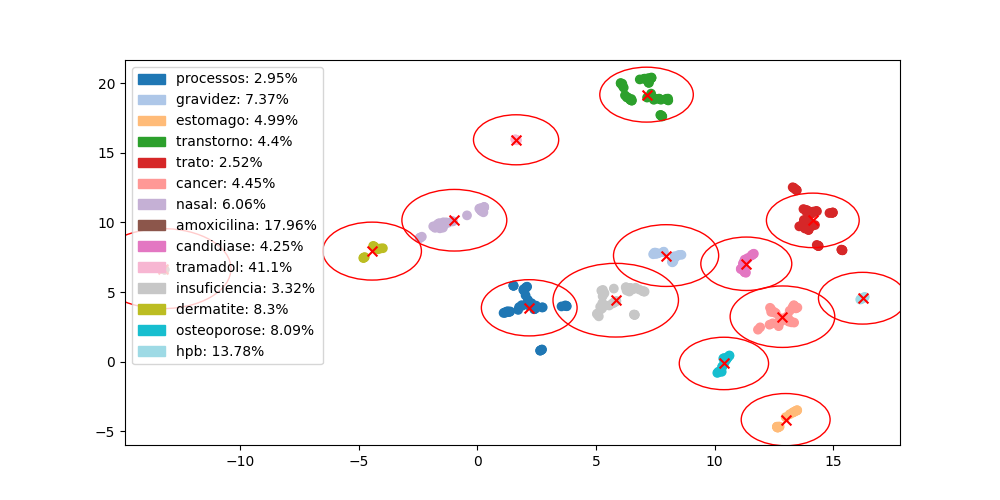 processos: 2.95%
gravidez: 7.37%
estomago: 4.99%
transtorno: 4.4%
trato: 2.52%
cancer: 4.45%
nasal: 6.06%
amoxicilina: 17.96%
candidiase: 4.25%
tramadol: 41.1%
insuficencia: 3.32%
dermatite: 8.3%
osteoporose: 8.09%
hpb: 13.78%
20
15
10
5
0
−5
−10 −5 0 5 10 15